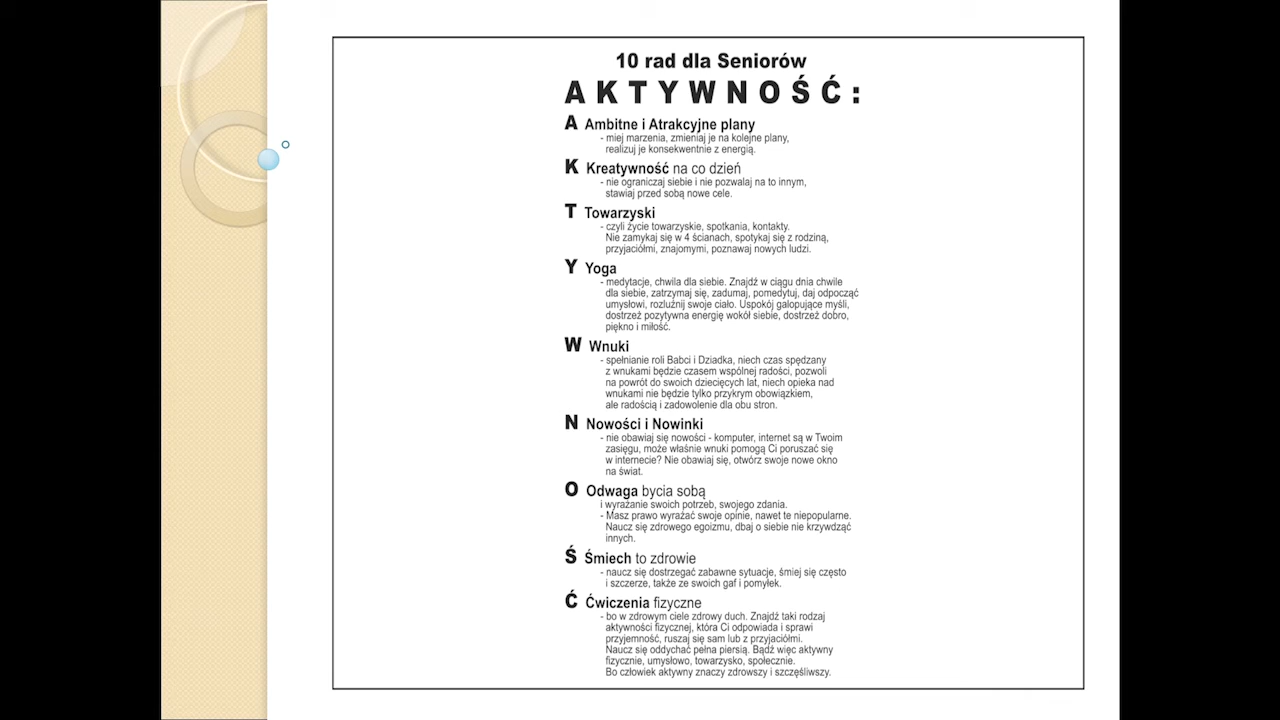 10 rad dla Seniorów
AKTYWNOŚĆ:
A Ambitne i Atrakcyjne plany
- miej marzenia, zmieniaj je na kolejne plany,
realizuj je konsekwentnie z energią.
K Kreatywność na co dzień
- nie ograniczaj siebie i nie pozwalaj na to innym,
stawiaj przed sobą nowe cele.
T Towarzyski
- czyli życie towarzyskie, spotkania, kontakty.
Nie zamykaj się w 4 ścianach, spotykaj się z rodziną,
przyjaciółmi, znajomymi, poznawaj nowych ludzi.
Y Yoga
- medytacje, chwila dla siebie. Znajdź w ciągu dnia chwile
dla siebie, zatrzymaj się, zadumaj, pomedytuj, daj odpocząć
umysłowi, rozluźnij swoje ciało. Uspokój galopujące myśli,
dostrzeż pozytywna energię wokół siebie, dostrzeż dobro,
piękno i miłość.
W Wnuki
- spełnianie roli Babci i Dziadka, niech czas spędzany
z wnukami będzie czasem wspólnej radości, pozwoli
na powrót do swoich dziecięcych lat, niech opieka nad
wnukami nie będzie tylko przykrym obowiązkiem,
ale radością i zadowolenie dla obu stron.
N Nowości i Nowinki
- nie obawiaj się nowości - komputer, internet są w Twoim
zasięgu, może właśnie wnuki pomogą Ci poruszać się
w internecie? Nie obawiaj się, otwórz swoje nowe okno
na świat.
O Odwaga bycia sobą
i wyrażanie swoich potrzeb, swojego zdania.
- Masz prawo wyrażać swoje opinie, nawet te niepopularne.
Naucz się zdrowego egoizmu, dbaj o siebie nie krzywdząć
innych.
Ś Śmiech to zdrowie
- naucz się dostrzegać zabawne sytuacje, śmiej się często
i szczerze, także ze swoich gaf i pomyłek.
Ć Ćwiczenia fizyczne
- bo w zdrowym ciele zdrowy duch. Znajdź taki rodzaj
aktywności fizycznej, która Ci odpowiada i sprawi
przyjemność, ruszaj się sam lub z przyjaciółmi.
Naucz się oddychać pełna piersią. Bądź więc aktywny
fizycznie, umysłowo, towarzysko, społecznie.
Bo człowiek aktywny znaczy zdrowszy i szczęśliwszy.